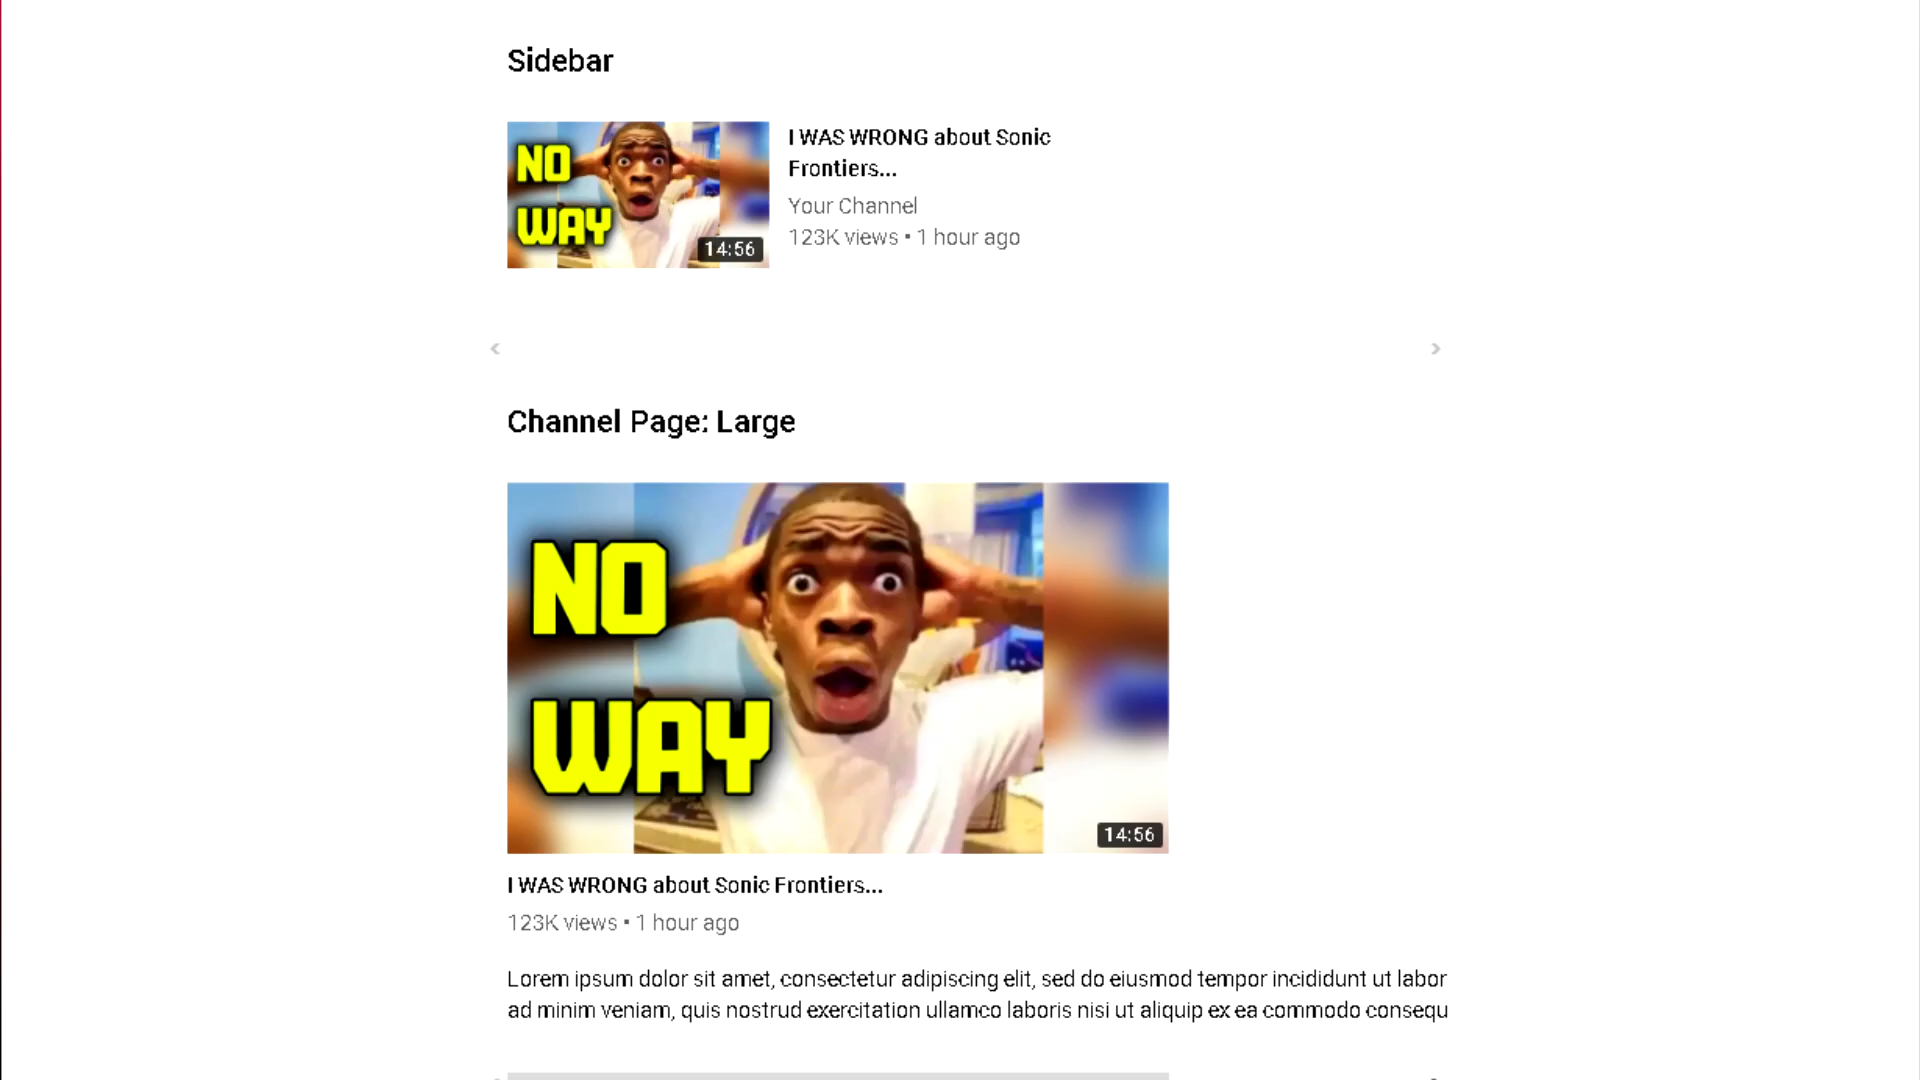 Sidebar
NO
WAY
14:56
I WAS WRONG about Sonic
Frontiers...
Your Channel
123K views • 1 hour ago
Channel Page: Large
NO
WAY
14:56
I WAS WRONG about Sonic Frontiers...
123K views • 1 hour ago
Lorem ipsum dolor sit amet, consectetur adipiscing elit, sed do eiusmod tempor incididunt ut labor
ad minim veniam, quis nostrud exercitation ullamco laboris nisi ut aliquip ex ea commodo consequ